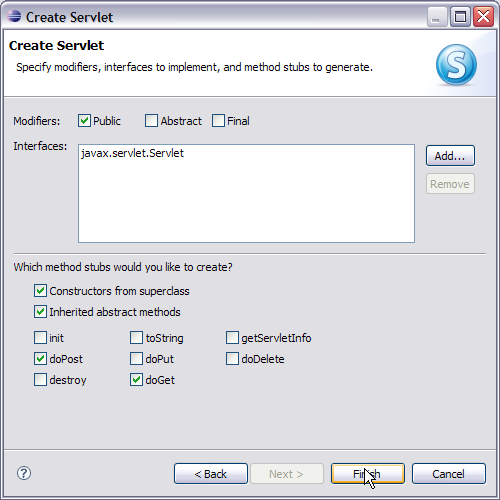 Create Servlet
Create Servlet
Specify modifiers, interfaces to implement, and method stubs to generate.
S
Modifiers: Public Abstract Final
Interfaces: javax.servlet.Servlet
Add...
Remove
Which method stubs would you like to create?
Constructors from superclass
Inherited abstract methods
init toString getServletInfo
doPost doPut doDelete
destroy doGet
? < Back Next > Finish Cancel